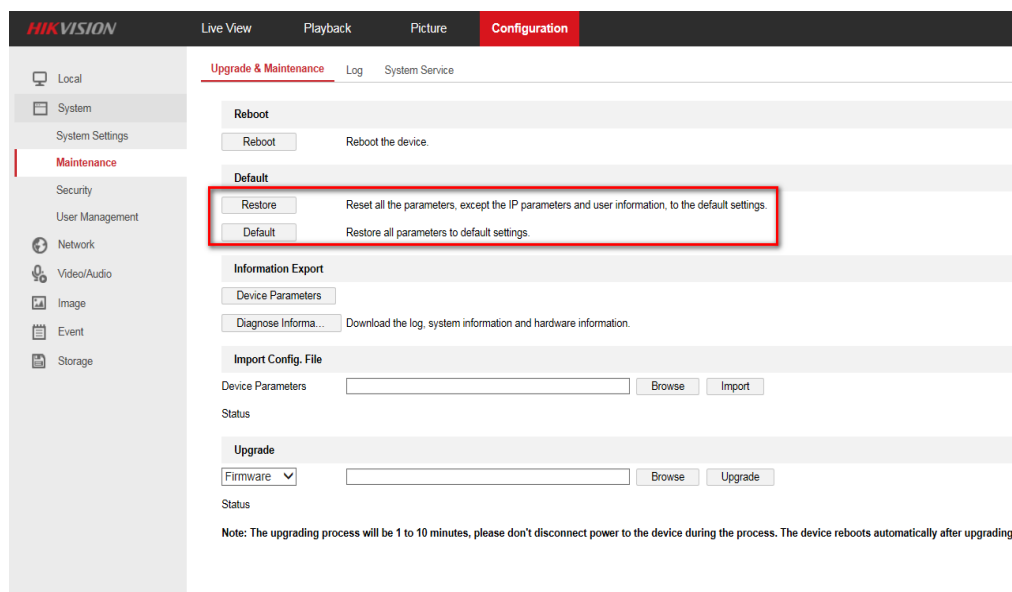 HIKVISION Live View Playback Picture Configuration
Local
System
System Settings
Maintenance
Security
User Management
Network
Video/Audio
Image
Event
Storage
Upgrade & Maintenance Log System Service
Reboot
Reboot Reboot the device.
Default
Restore Reset all the parameters, except the IP parameters and user information, to the default settings.
Default Restore all parameters to default settings.
Information Export
Device Parameters
Diagnose Informa... Download the log, system information and hardware information.
Import Config. File
Device Parameters Browse Import
Status
Upgrade
Firmware Browse Upgrade
Status
Note: The upgrading process will be 1 to 10 minutes, please don't disconnect power to the device during the process. The device reboots automatically after upgrading